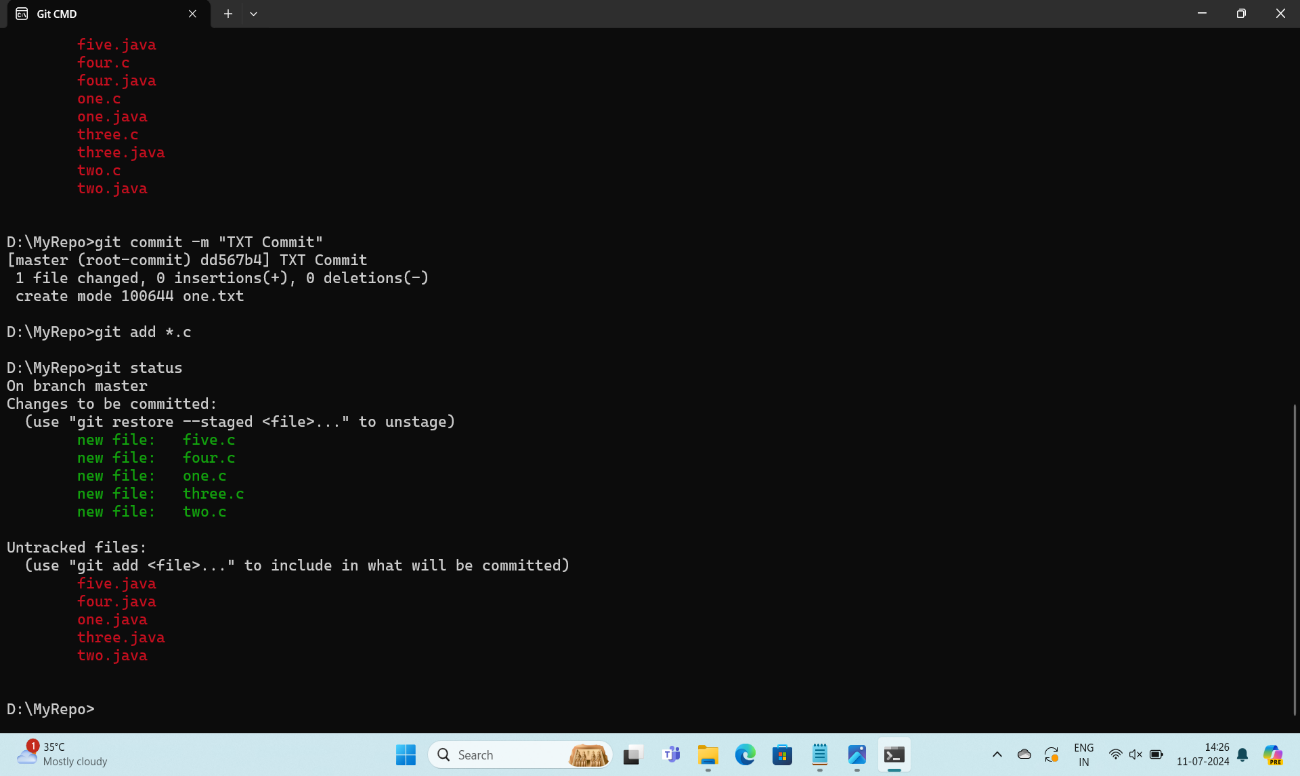 Git CMD
five.java
four.c
four.java
one.c
one.java
three.c
three.java
two.c
two.java
D:\MyRepo>git commit -m "TXT Commit"
[master (root-commit) dd567b4] TXT Commit
1 file changed, 0 insertions(+), 0 deletions(-)
create mode 100644 one.txt
D:\MyRepo>git add *.c
D:\MyRepo>git status
On branch master
Changes to be committed:
(use "git restore --staged <file>..." to unstage)
new file:   five.c
new file:   four.c
new file:   one.c
new file:   three.c
new file:   two.c
Untracked files:
(use "git add <file>..." to include in what will be committed)
five.java
four.java
one.java
three.java
two.java
D:\MyRepo>
1
35°C
Mostly cloudy
Search
ENG
IN
14:26
11-07-2024
PRE